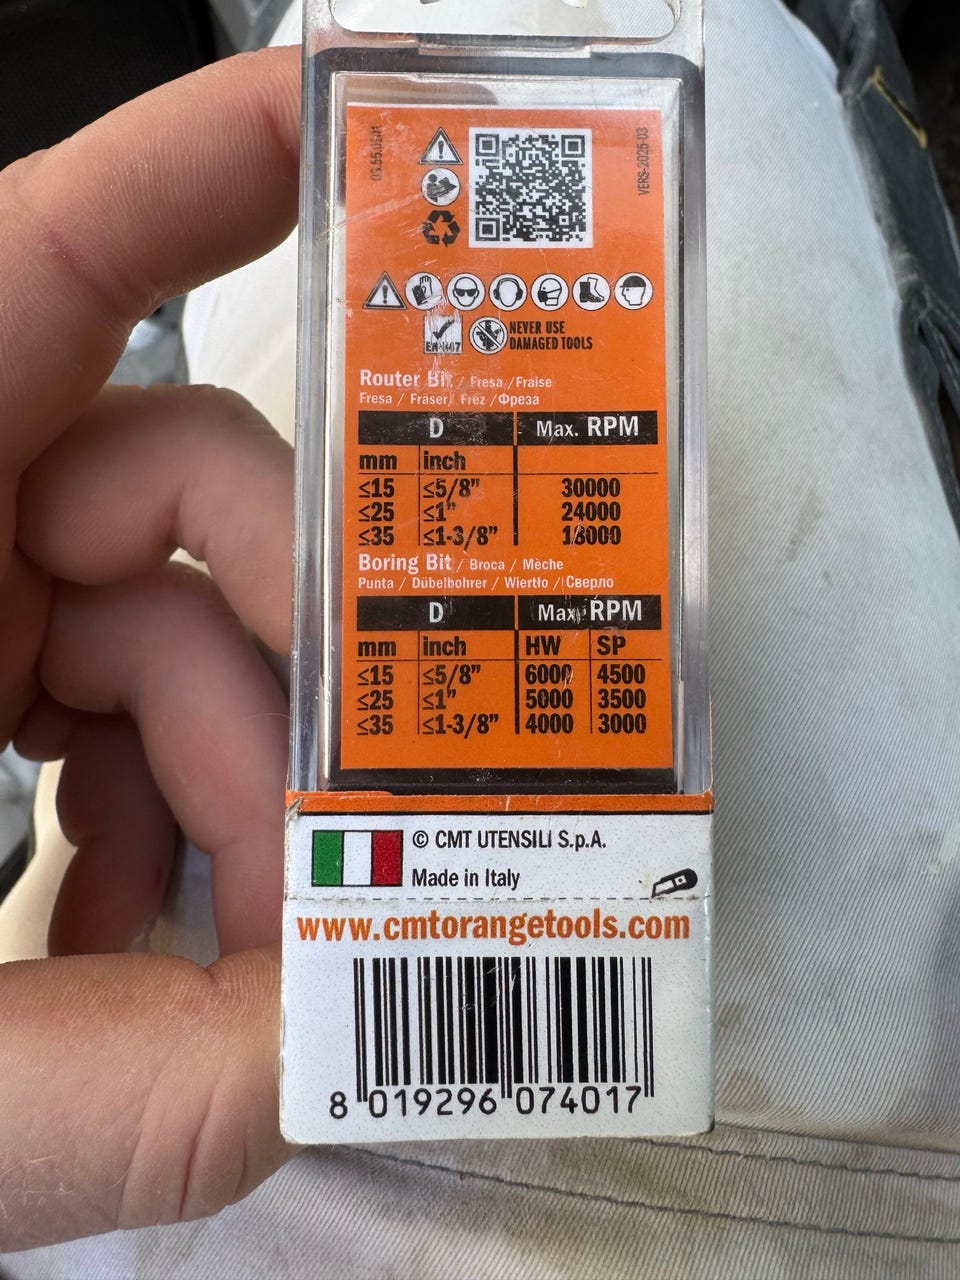 VERS-2025-03
NEVER USE
DAMAGED TOOLS
Router Bit / Fresa / Fraise
Fresa / Fräser / Frez / Фреза
D Max. RPM
mm inch
≤15 ≤5/8” 30000
≤25 ≤1” 24000
≤35 ≤1-3/8” 18000
Boring Bit / Broca / Mèche
Punta / Dübelbohrer / Wiertło / Сверло
D Max. RPM
mm inch HW SP
≤15 ≤5/8” 6000 4500
≤25 ≤1” 5000 3500
≤35 ≤1-3/8” 4000 3000
© CMT UTENSILI S.p.A.
Made in Italy
www.cmtorangetools.com
8 019296 074017